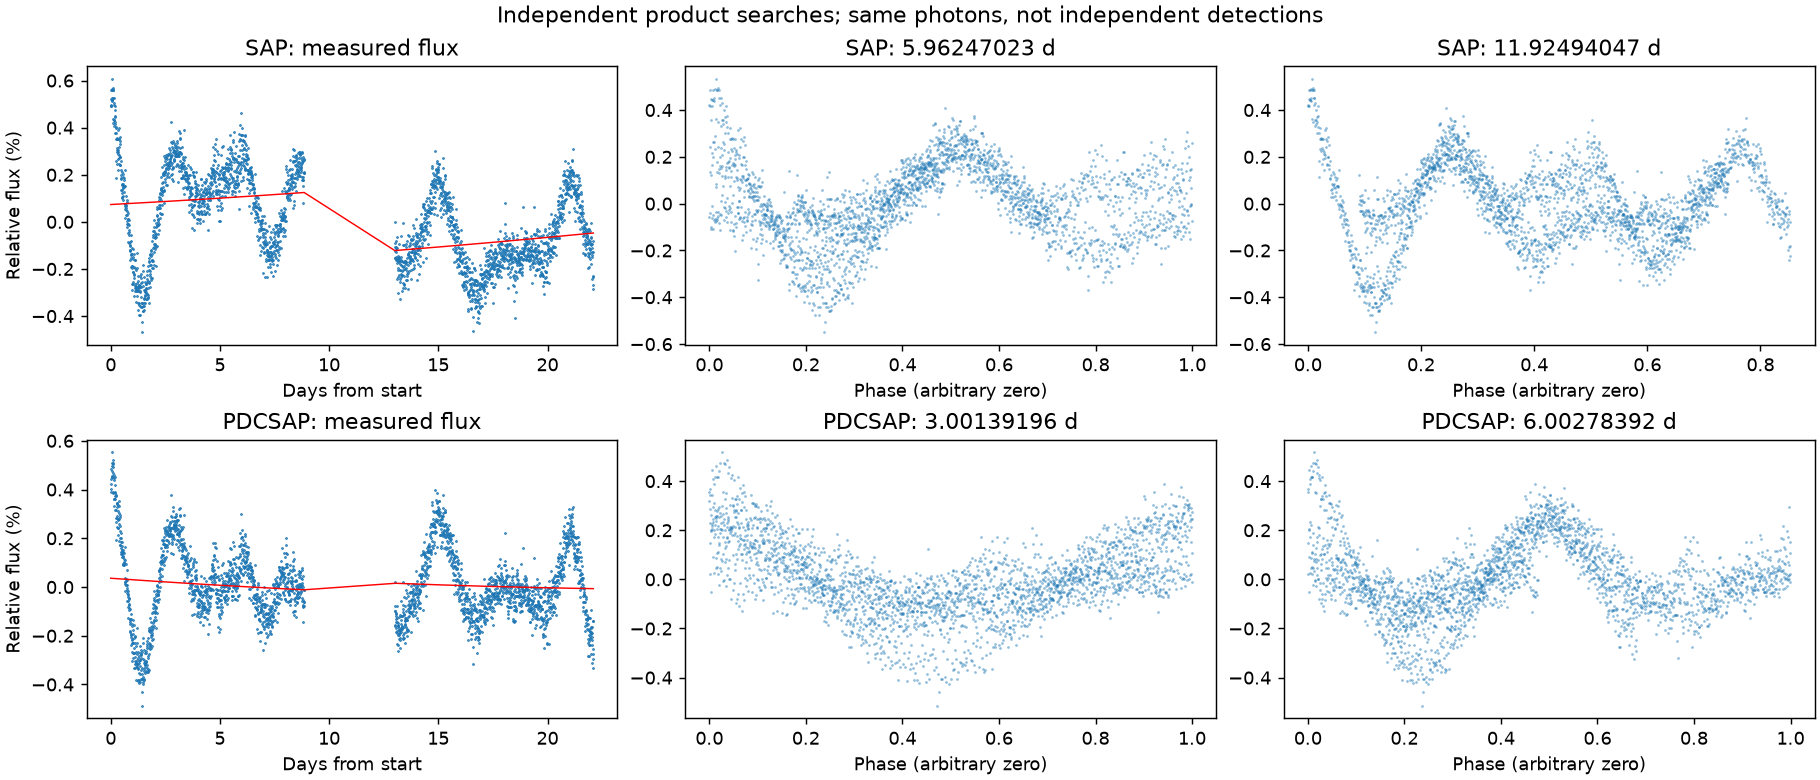 Independent product searches; same photons, not independent detections
SAP: measured flux
SAP: 5.96247023 d
SAP: 11.92494047 d
Relative flux (%)
0.6
0.4
0.2
0.0
−0.2
−0.4
0 5 10 15 20
Days from start
0.4
0.2
0.0
−0.2
−0.4
−0.6
0.0 0.2 0.4 0.6 0.8 1.0
Phase (arbitrary zero)
0.4
0.2
0.0
−0.2
−0.4
−0.6
0.0 0.2 0.4 0.6 0.8
Phase (arbitrary zero)
PDCSAP: measured flux
PDCSAP: 3.00139196 d
PDCSAP: 6.00278392 d
Relative flux (%)
0.6
0.4
0.2
0.0
−0.2
−0.4
0 5 10 15 20
Days from start
0.4
0.2
0.0
−0.2
−0.4
0.0 0.2 0.4 0.6 0.8 1.0
Phase (arbitrary zero)
0.4
0.2
0.0
−0.2
−0.4
0.0 0.2 0.4 0.6 0.8 1.0
Phase (arbitrary zero)